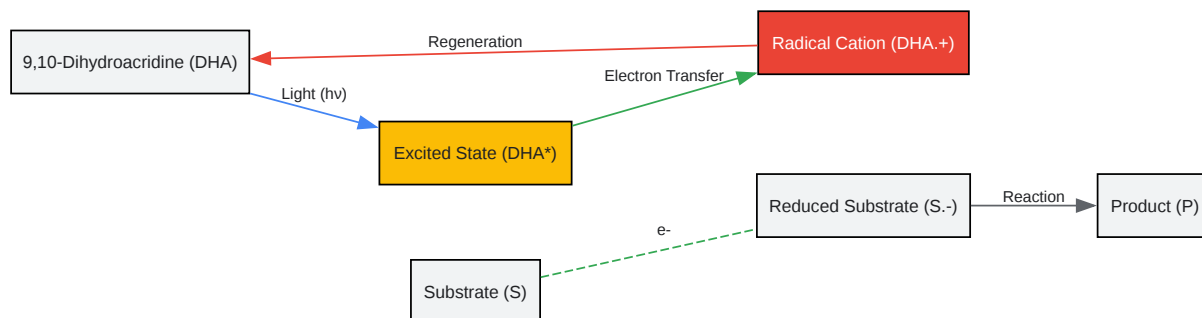 Regeneration
Radical Cation (DHA.+)
9,10-Dihydroacridine (DHA)
Electron Transfer
Light (hν)
Excited State (DHA*)
Reaction
Reduced Substrate (S.-)
Product (P)
e-
Substrate (S)